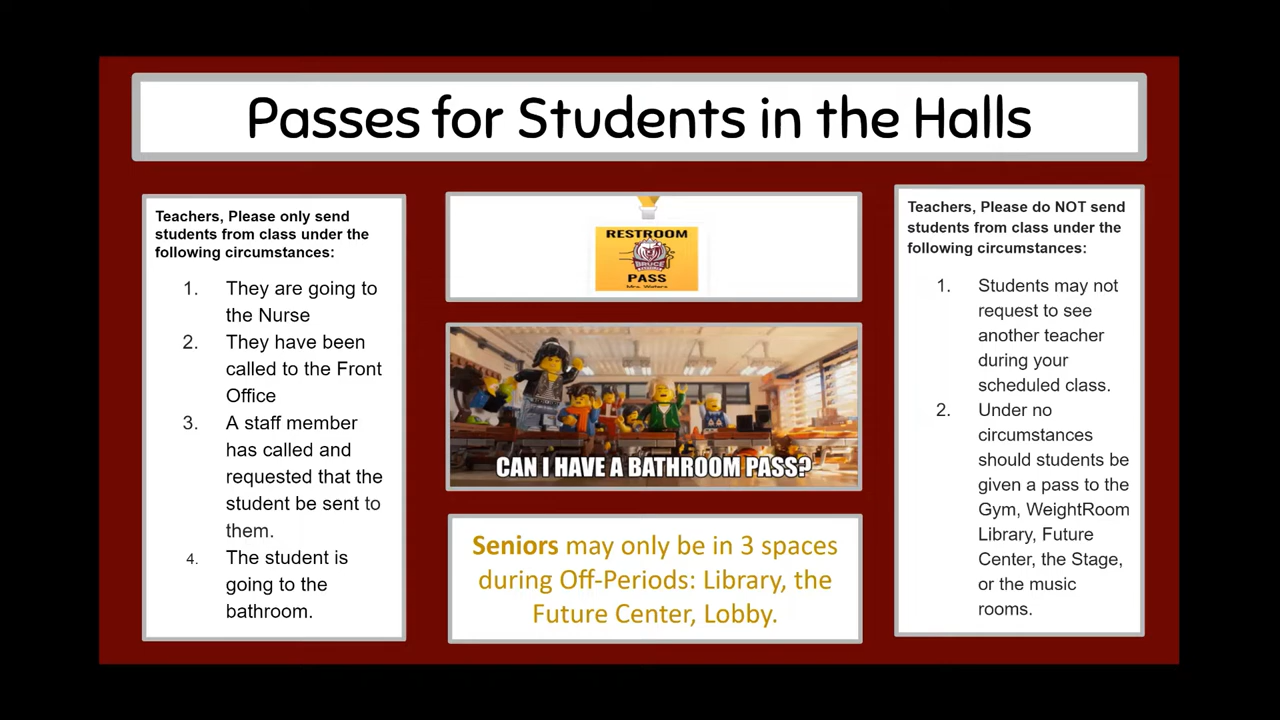 Passes for Students in the Halls
Teachers, Please only send
students from class under the
following circumstances:
1. They are going to
the Nurse
2. They have been
called to the Front
Office
3. A staff member
has called and
requested that the
student be sent to
them.
4. The student is
going to the
bathroom.
RESTROOM
BRUCE
PASS
Mrs. Waters
CAN I HAVE A BATHROOM PASS?
Seniors may only be in 3 spaces
during Off-Periods: Library, the
Future Center, Lobby.
Teachers, Please do NOT send
students from class under the
following circumstances:
1. Students may not
request to see
another teacher
during your
scheduled class.
2. Under no
circumstances
should students be
given a pass to the
Gym, WeightRoom
Library, Future
Center, the Stage,
or the music
rooms.